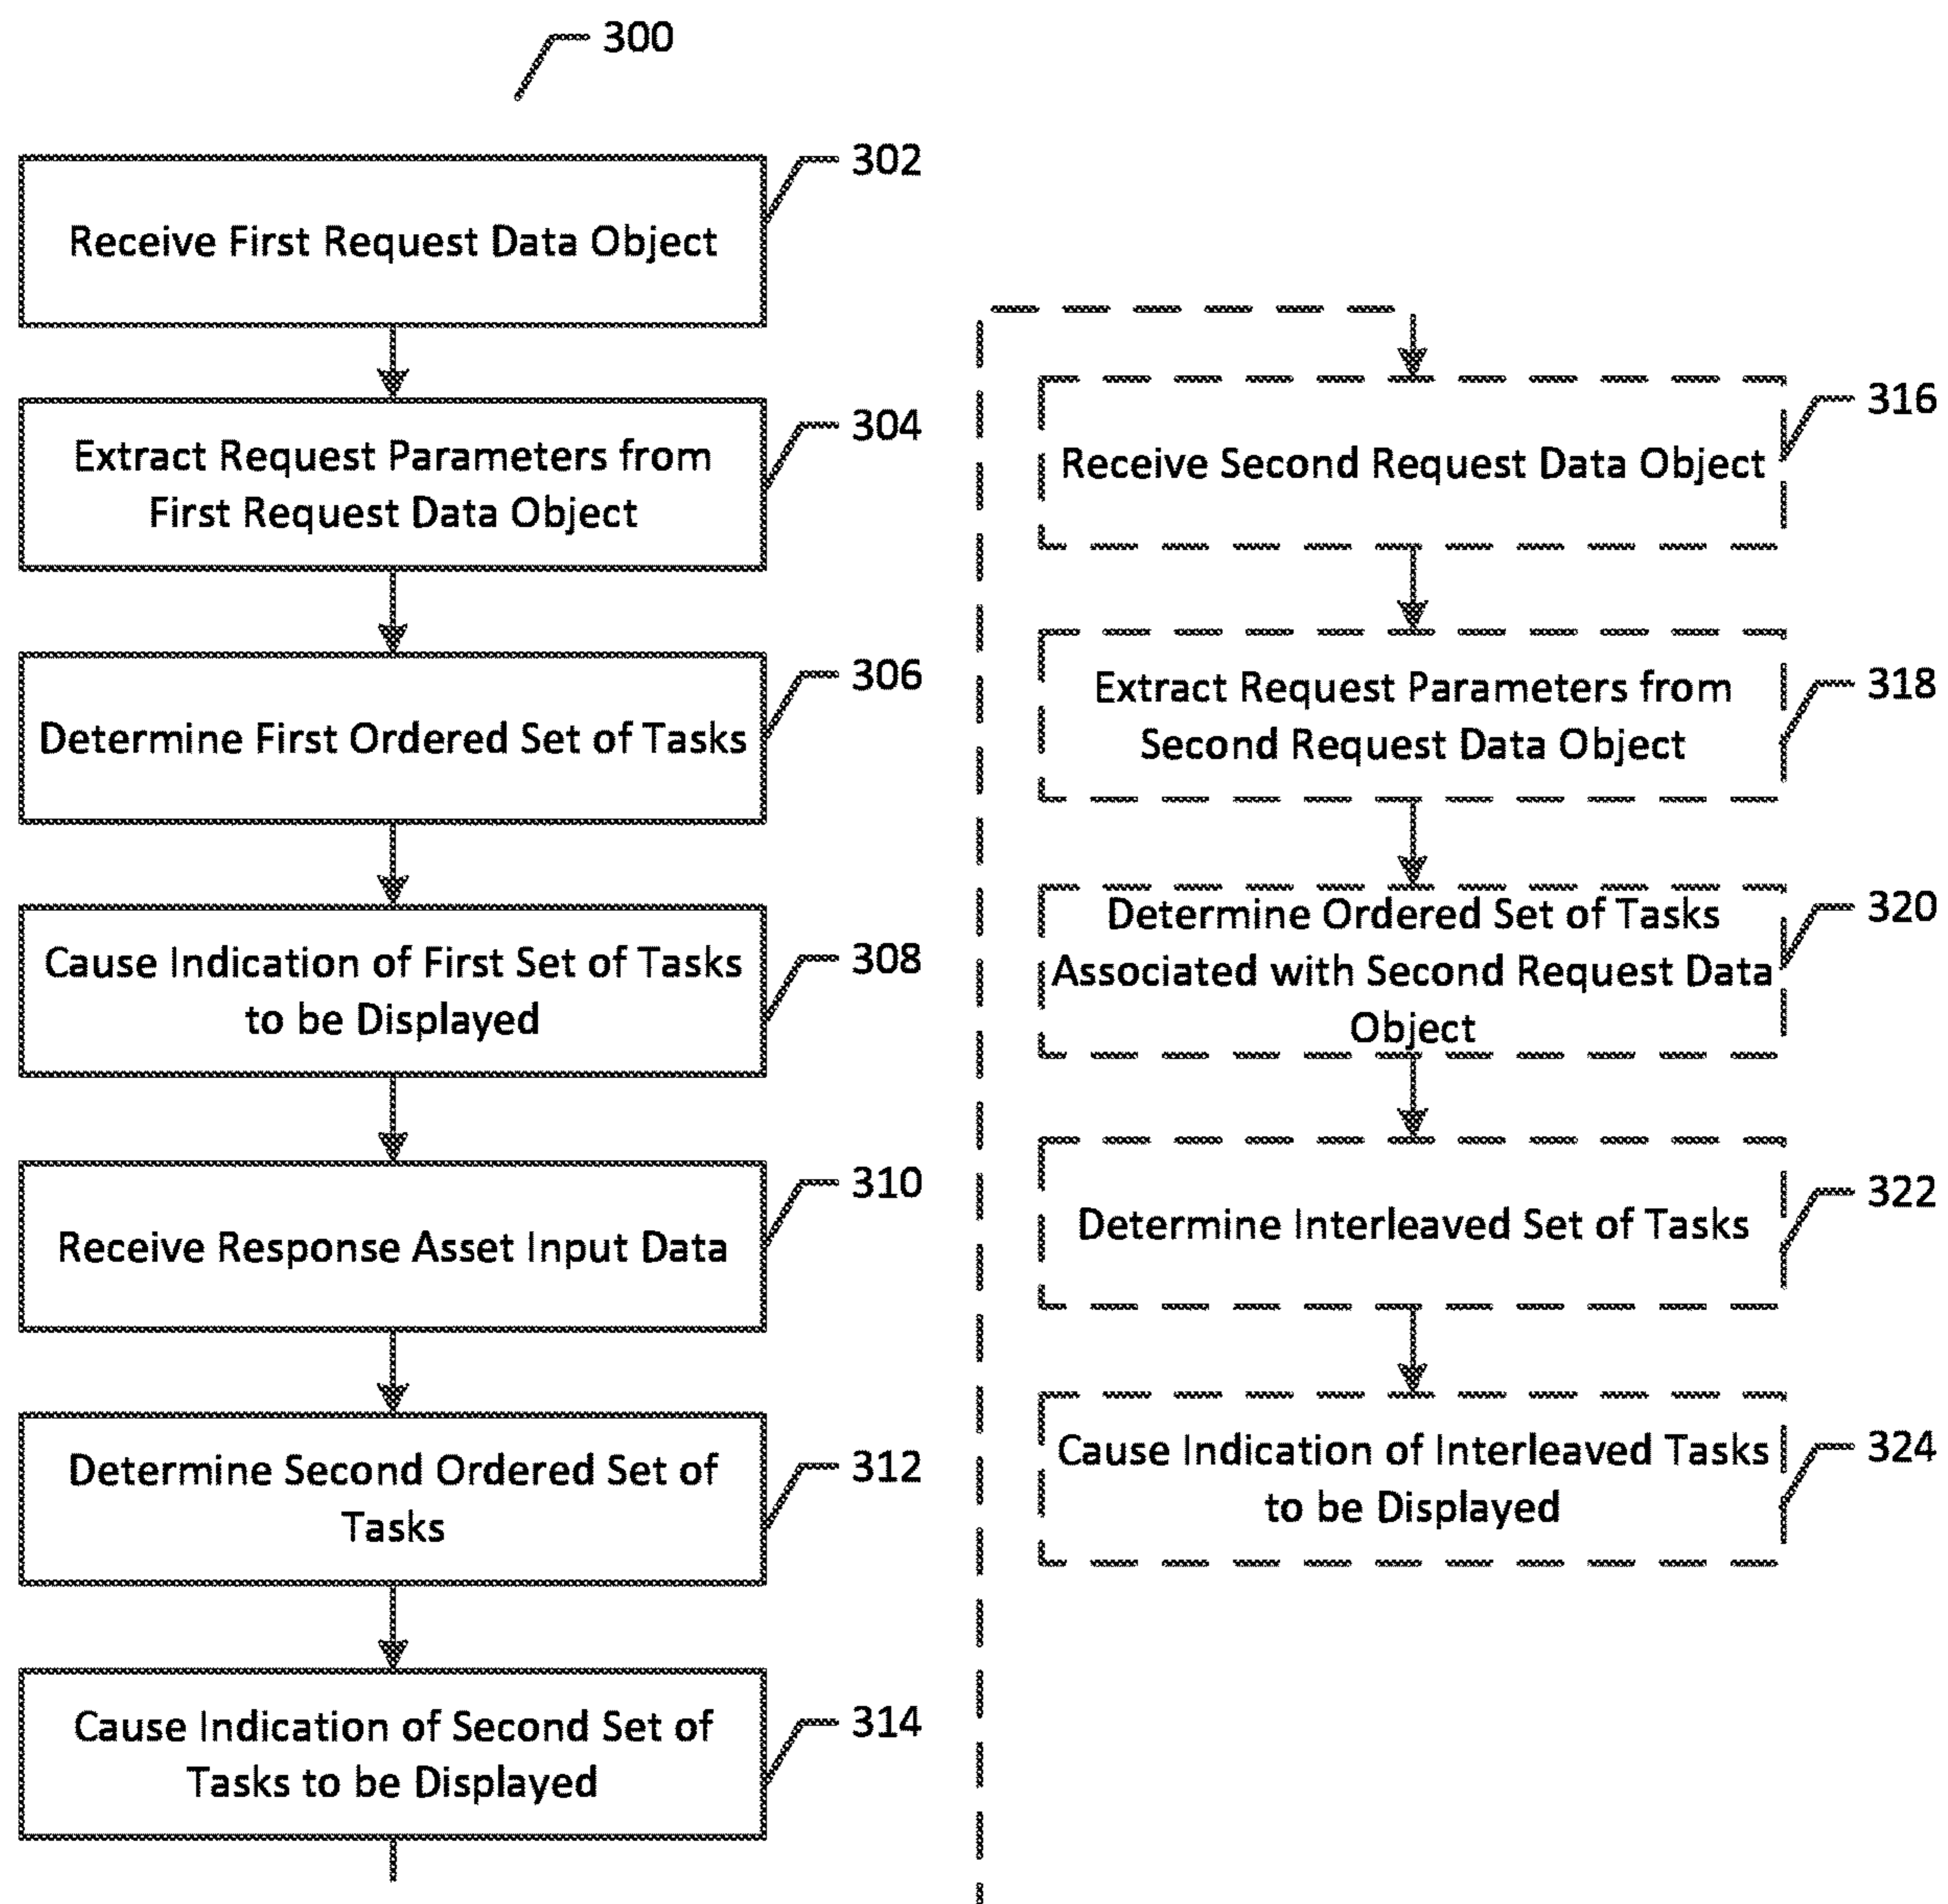 300
302
Receive First Request Data Object
304
Extract Request Parameters from
First Request Data Object
306
Determine First Ordered Set of Tasks
308
Cause Indication of First Set of Tasks
to be Displayed
310
Receive Response Asset Input Data
312
Determine Second Ordered Set of
Tasks
314
Cause Indication of Second Set of
Tasks to be Displayed
316
Receive Second Request Data Object
318
Extract Request Parameters from
Second Request Data Object
320
Determine Ordered Set of Tasks
Associated with Second Request Data
Object
322
Determine Interleaved Set of Tasks
324
Cause Indication of Interleaved Tasks
to be Displayed